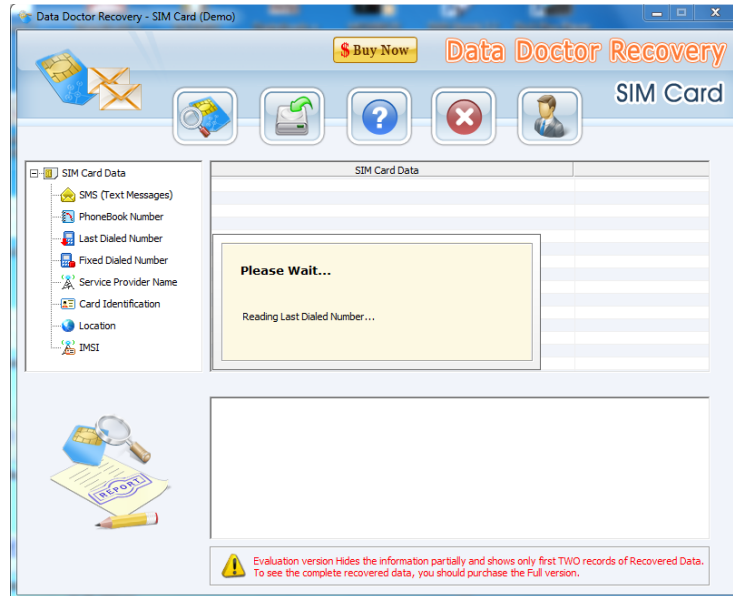 Data Doctor Recovery - SIM Card (Demo)
$ Buy Now
Data Doctor Recovery
SIM Card
SIM Card Data
SMS (Text Messages)
PhoneBook Number
Last Dialed Number
Fixed Dialed Number
Service Provider Name
Card Identification
Location
IMSI
SIM Card Data
Please Wait...
Reading Last Dialed Number...
REPORT
Evaluation version Hides the information partially and shows only first TWO records of Recovered Data.
To see the complete recovered data, you should purchase the Full version.